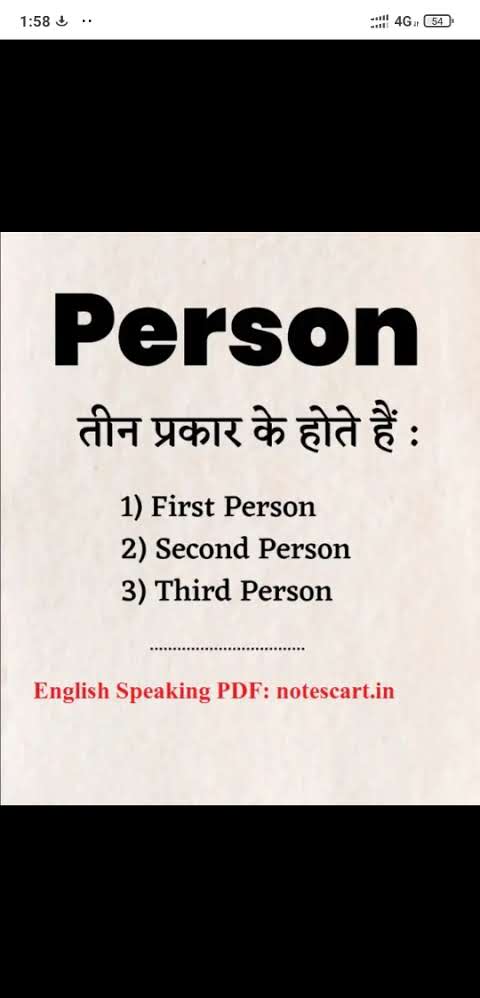 1:58
4G 54
Person
तीन प्रकार के होते हैं :
1) First Person
2) Second Person
3) Third Person
..................................
English Speaking PDF: notescart.in